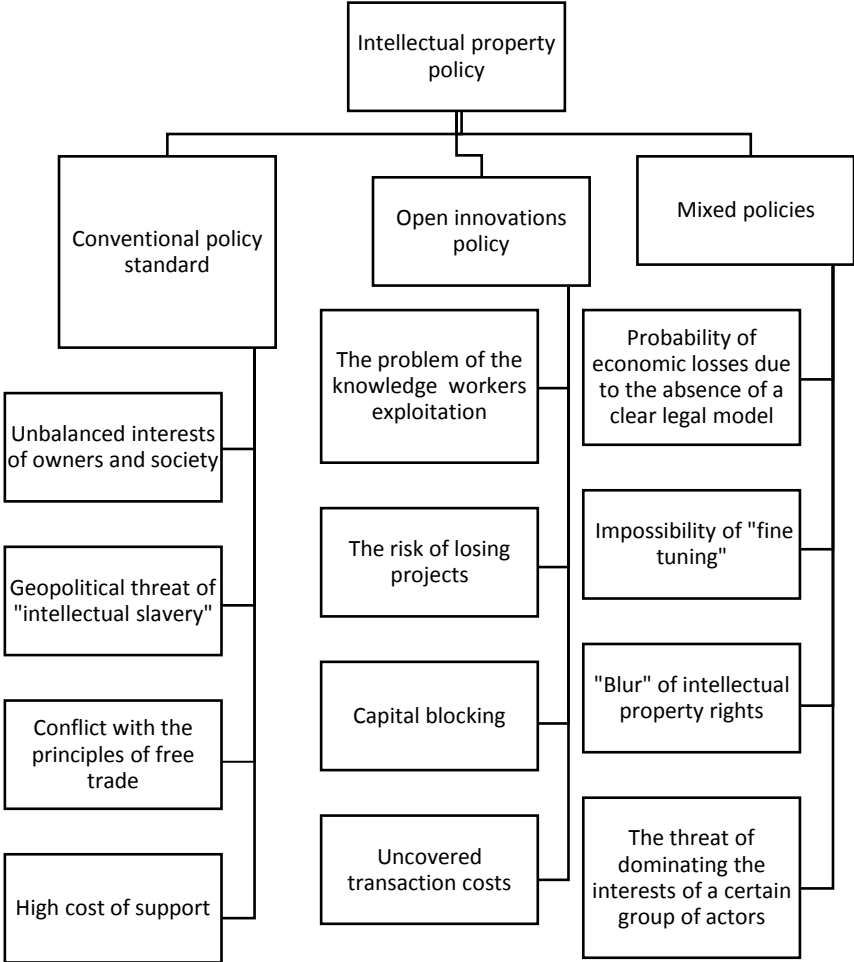 Intellectual property
policy
Conventional policy
standard
Unbalanced interests
of owners and society
Geopolitical threat of
"intellectual slavery"
Conflict with the
principles of free
trade
High cost of support
Open innovations
policy
The problem of the
knowledge workers
exploitation
The risk of losing
projects
Capital blocking
Uncovered
transaction costs
Mixed policies
Probability of
economic losses due
to the absence of a
clear legal model
Impossibility of "fine
tuning"
"Blur" of intellectual
property rights
The threat of
dominating the
interests of a certain
group of actors